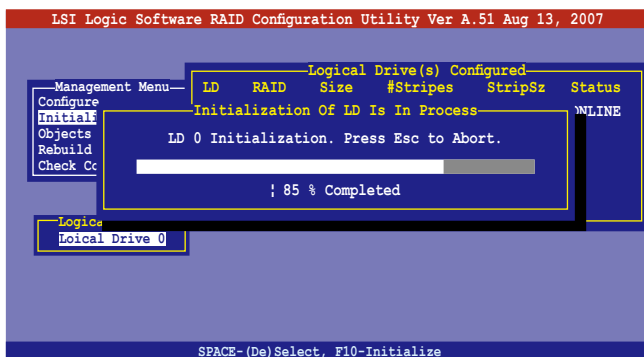 LSI Logic Software RAID Configuration Utility Ver A.51 Aug 13, 2007
Logical Drive(s) Configured
LD RAID Size #Stripes StripSz Status
ONLINE
Management Menu
Configure
Initiali
Objects
Rebuild
Check Co
Initialization Of LD Is In Process
LD 0 Initialization. Press Esc to Abort.
¦ 85 % Completed
Logica
Loical Drive 0
SPACE-(De)Select, F10-Initialize